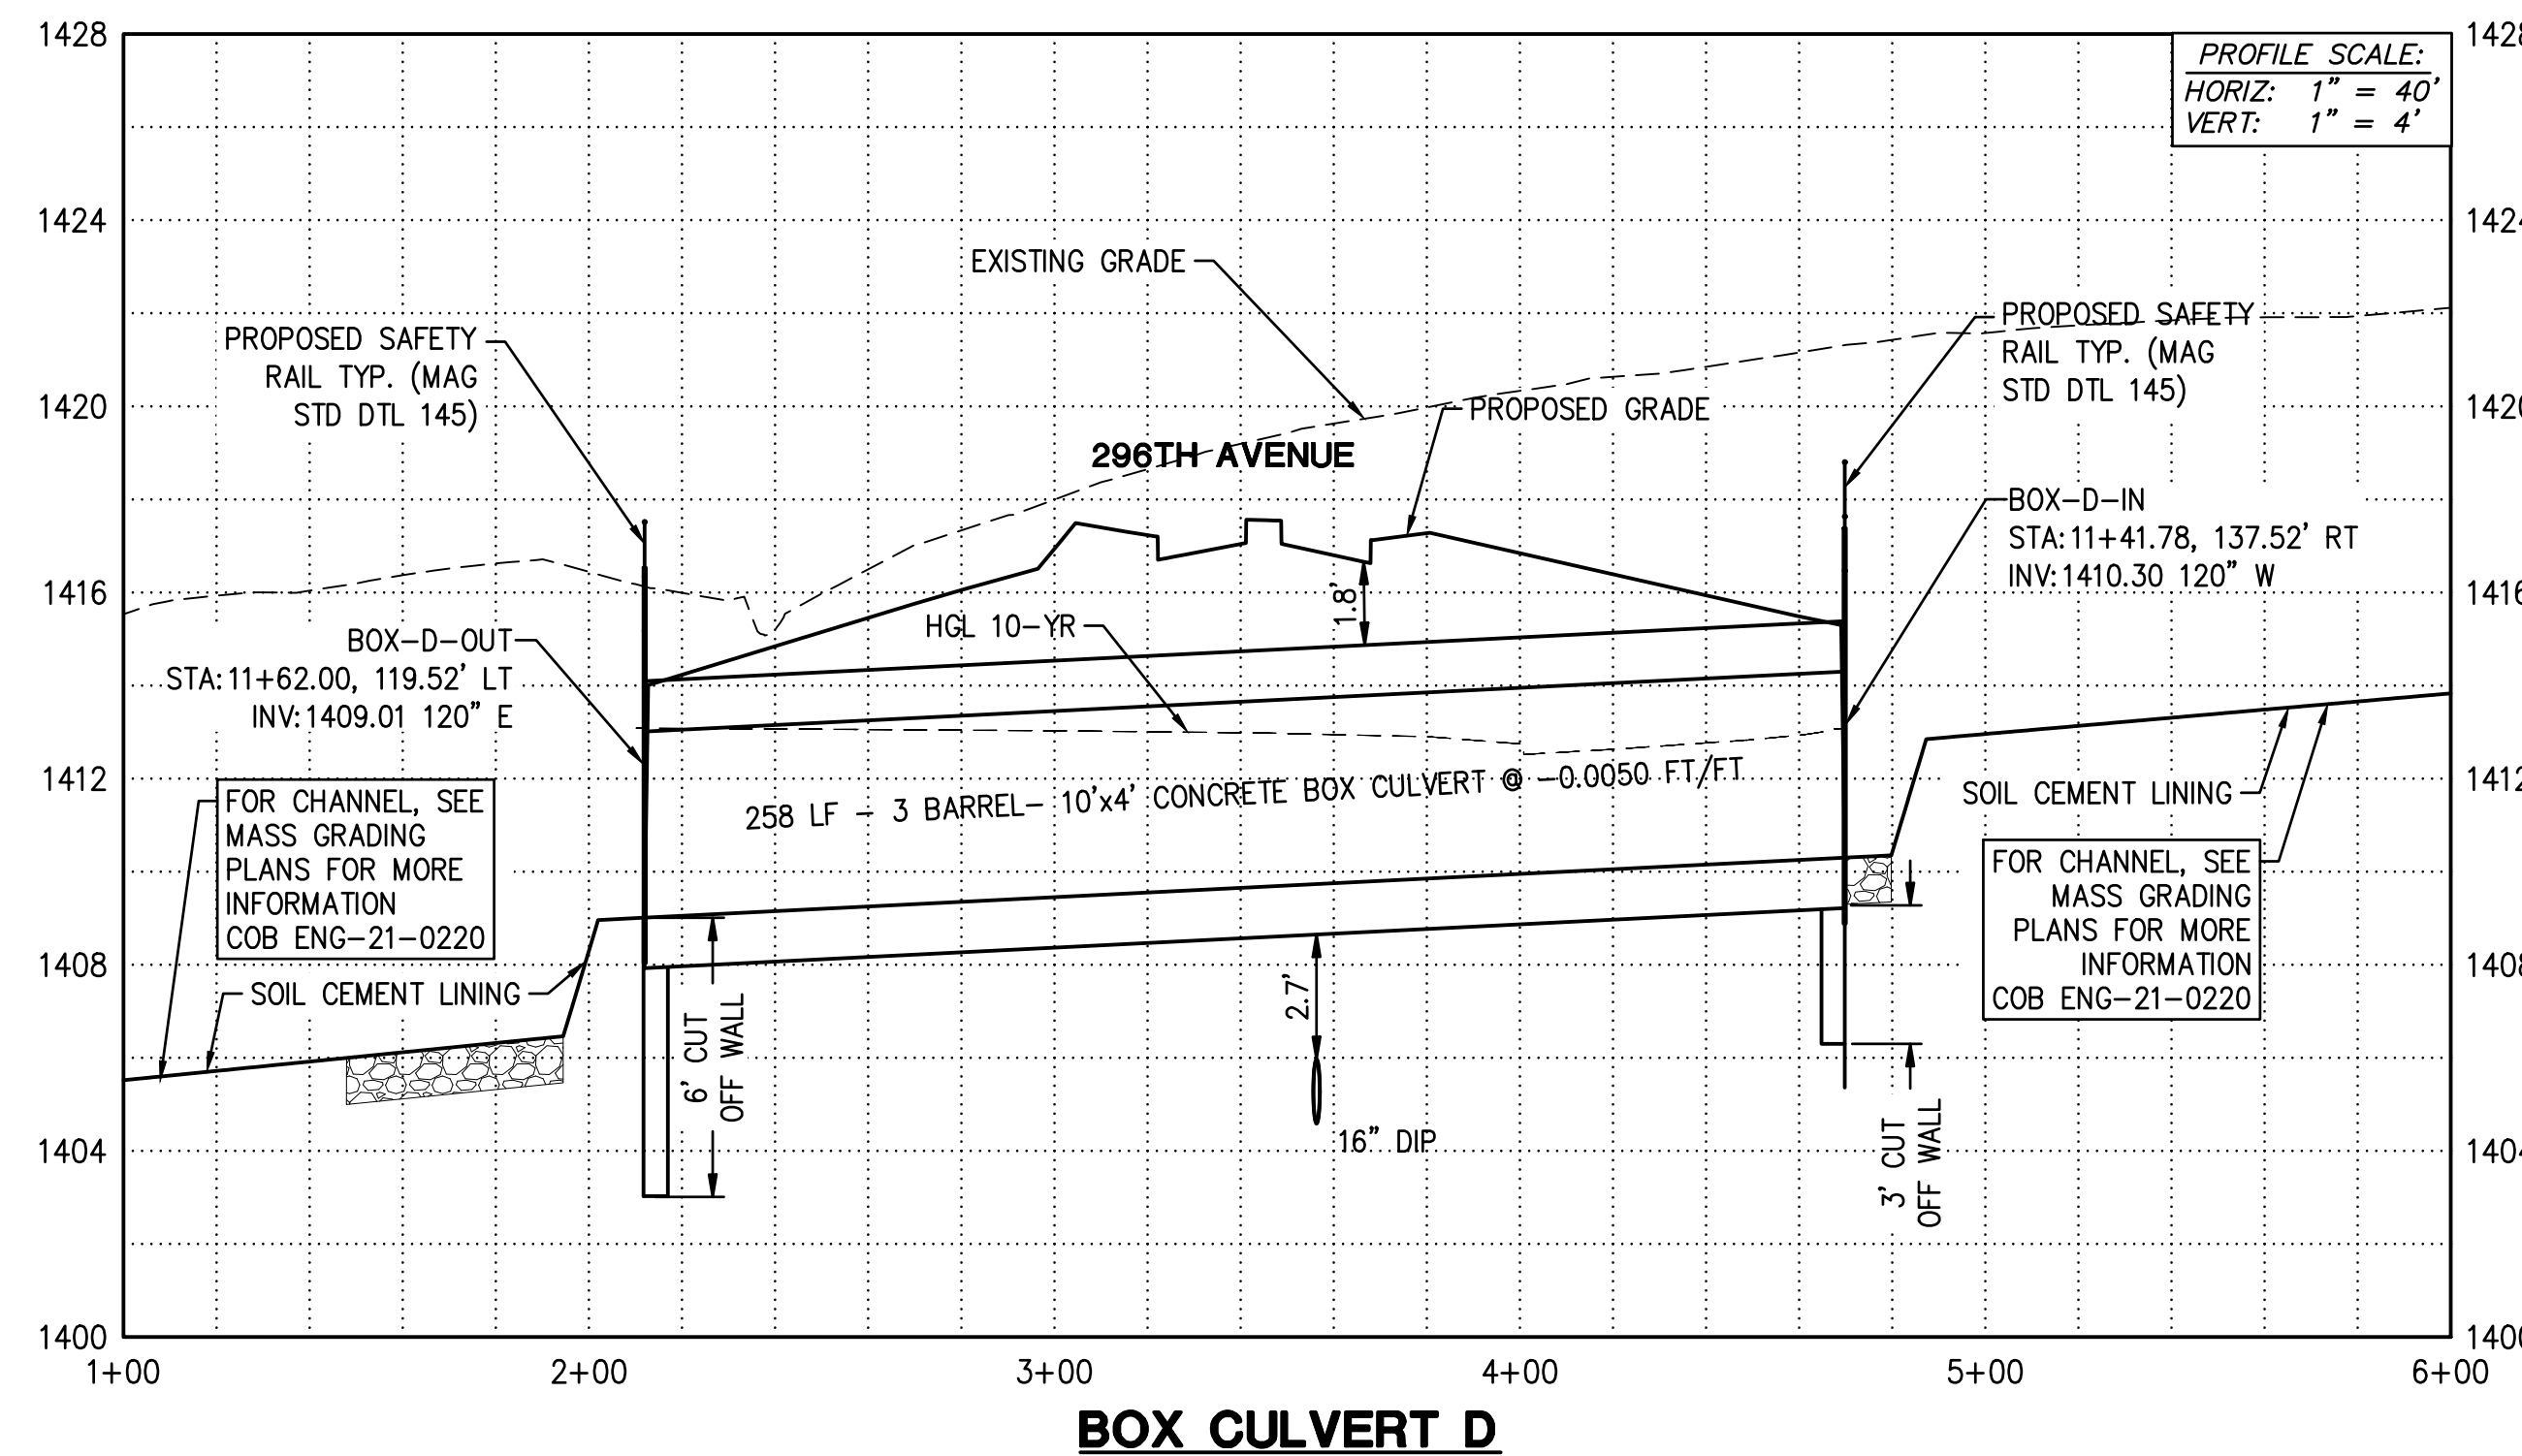 1428
1424
1420
1416
1412
1408
1404
1400
1428
1424
1420
1416
1412
1408
1404
1400
PROFILE SCALE:
HORIZ: 1" = 40'
VERT: 1" = 4'
EXISTING GRADE
PROPOSED SAFETY
RAIL TYP. (MAG
STD DTL 145)
PROPOSED SAFETY
RAIL TYP. (MAG
STD DTL 145)
PROPOSED GRADE
296TH AVENUE
BOX-D-IN
STA:11+41.78, 137.52' RT
INV:1410.30 120" W
1.8'
HGL 10-YR
BOX-D-OUT
STA:11+62.00, 119.52' LT
INV:1409.01 120" E
258 LF - 3 BARREL- 10'x4' CONCRETE BOX CULVERT @ -0.0050 FT/FT
FOR CHANNEL, SEE
MASS GRADING
PLANS FOR MORE
INFORMATION
COB ENG-21-0220
SOIL CEMENT LINING
SOIL CEMENT LINING
FOR CHANNEL, SEE
MASS GRADING
PLANS FOR MORE
INFORMATION
COB ENG-21-0220
6' CUT
OFF WALL
2.7'
16" DIP
3' CUT
OFF WALL
1+00
2+00
3+00
4+00
5+00
6+00
BOX CULVERT D